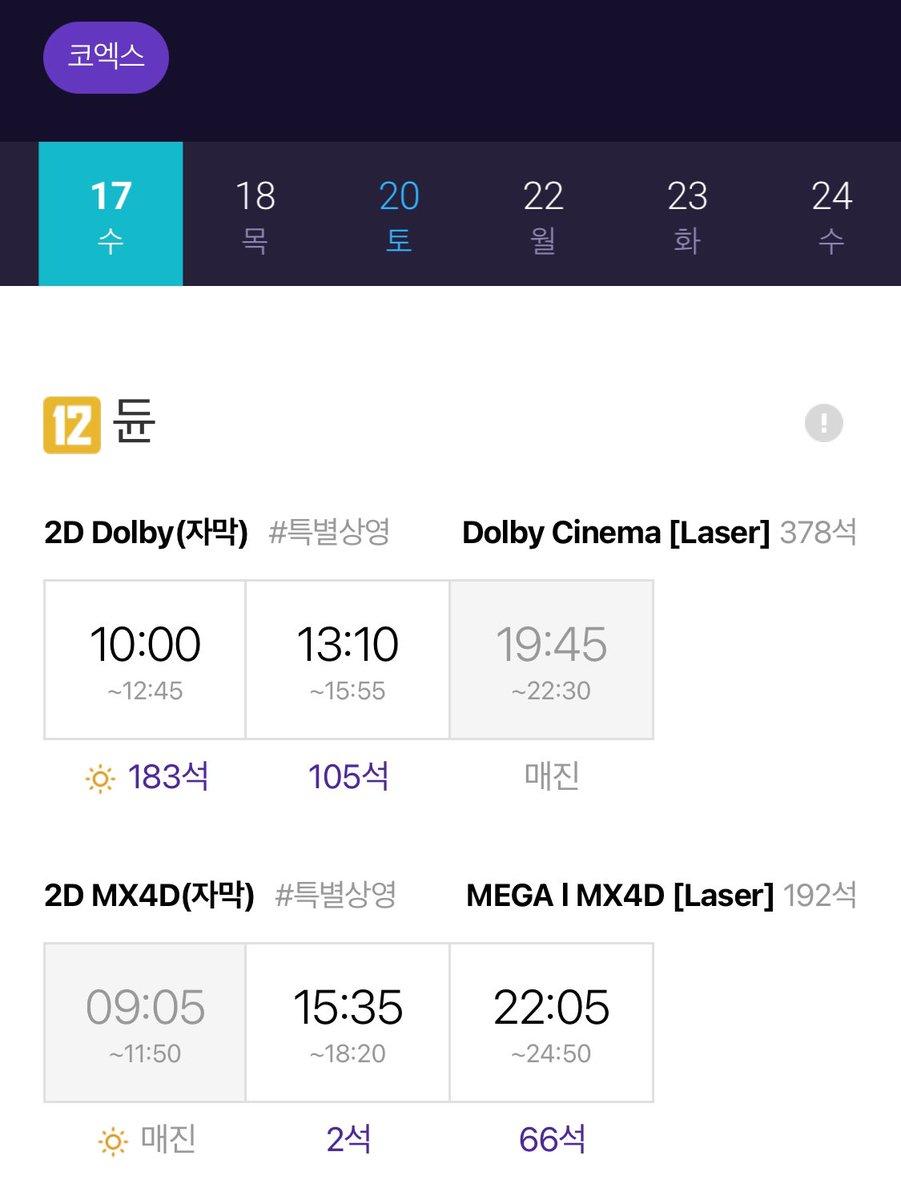 코엑스
17 18 20 22 23 24
수 목 토 월 화 수
12 듄
!
2D Dolby(자막) #특별상영 Dolby Cinema [Laser] 378석
10:00 13:10 19:45
~12:45 ~15:55 ~22:30
183석 105석 매진
2D MX4D(자막) #특별상영 MEGA l MX4D [Laser] 192석
09:05 15:35 22:05
~11:50 ~18:20 ~24:50
매진 2석 66석